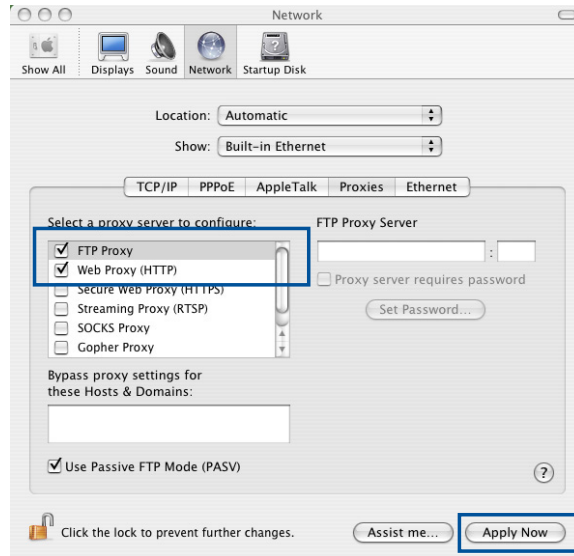 Network
Show All Displays Sound Network Startup Disk
Location: Automatic
Show: Built-in Ethernet
TCP/IP PPPoE AppleTalk Proxies Ethernet
Select a proxy server to configure: FTP Proxy Server
FTP Proxy
:
Web Proxy (HTTP)
Proxy server requires password
Secure Web Proxy (HTTPS)
Streaming Proxy (RTSP) Set Password...
SOCKS Proxy
Gopher Proxy
Bypass proxy settings for
these Hosts & Domains:
Use Passive FTP Mode (PASV) ?
Click the lock to prevent further changes. Assist me... Apply Now